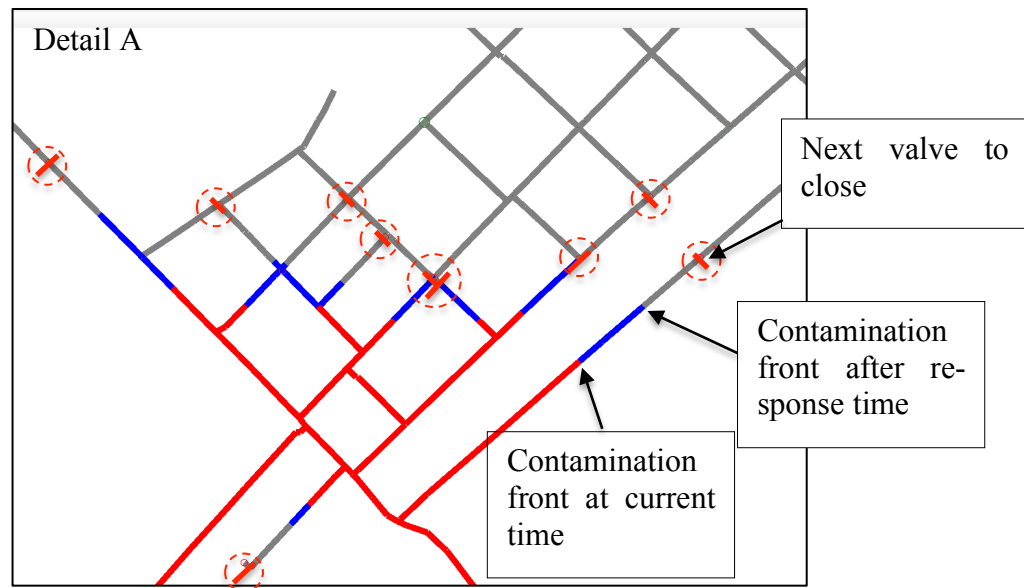 Detail A
Next valve to
close
Contamination
front after re-
sponse time
Contamination
front at current
time